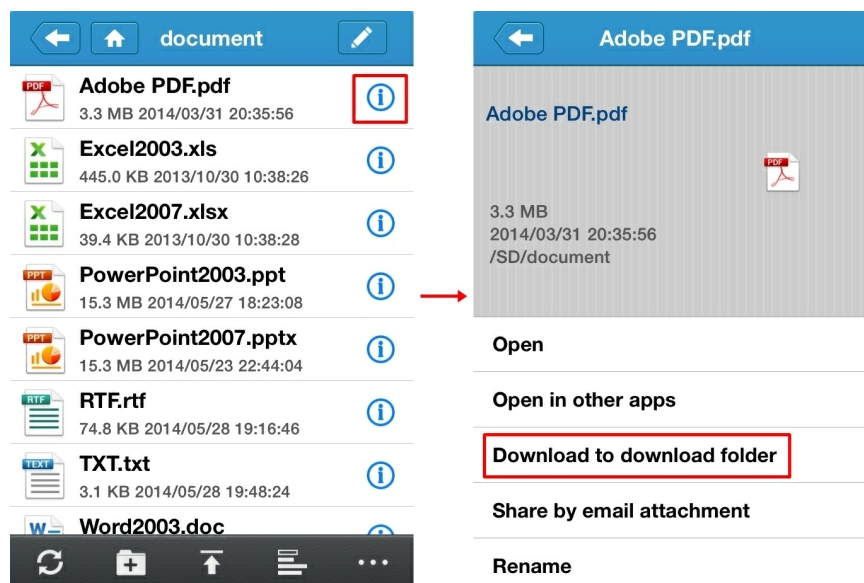 document
PDF
Adobe PDF.pdf
3.3 MB 2014/03/31 20:35:56
X
Excel2003.xls
445.0 KB 2013/10/30 10:38:26
X
Excel2007.xlsx
39.4 KB 2013/10/30 10:38:28
PPT
PowerPoint2003.ppt
15.3 MB 2014/05/27 18:23:08
PPT
PowerPoint2007.pptx
15.3 MB 2014/05/23 22:44:04
RTF
RTF.rtf
74.8 KB 2014/05/28 19:16:46
TEXT
TXT.txt
3.1 KB 2014/05/28 19:48:24
W
Word2003.doc
Adobe PDF.pdf
Adobe PDF.pdf
PDF
3.3 MB
2014/03/31 20:35:56
/SD/document
Open
Open in other apps
Download to download folder
Share by email attachment
Rename